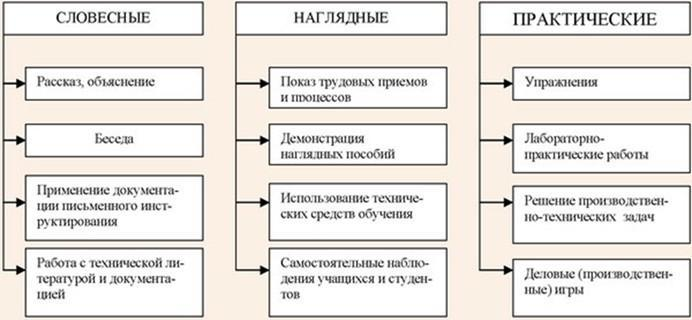 СЛОВЕСНЫЕ
Рассказ, объяснение
Беседа
Применение документа-
ции письменного инст-
руктирования
Работа с технической ли-
тературой и документа-
цией
НАГЛЯДНЫЕ
Показ трудовых приемов
и процессов
Демонстрация
наглядных пособий
Использование техниче-
ских средств обучения
Самостоятельные наблю-
дения учащихся и студен-
тов
ПРАКТИЧЕСКИЕ
Упражнения
Лабораторно-
практические работы
Решение производствен-
но-технических задач
Деловые (производствен-
ные) игры